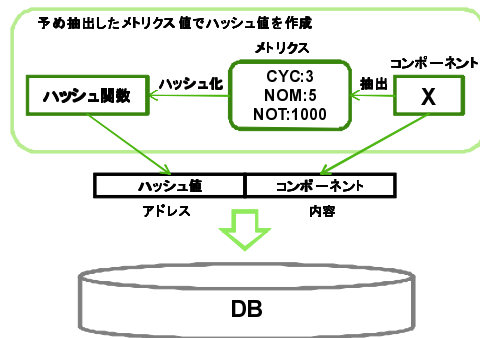 予め抽出したメトリクス値でハッシュ値を作成
メトリクス
コンポーネント
ハッシュ関数
ハッシュ化
CYC:3
NOM:5
NOT:1000
抽出
X
ハッシュ値
コンポーネント
アドレス
内容
DB